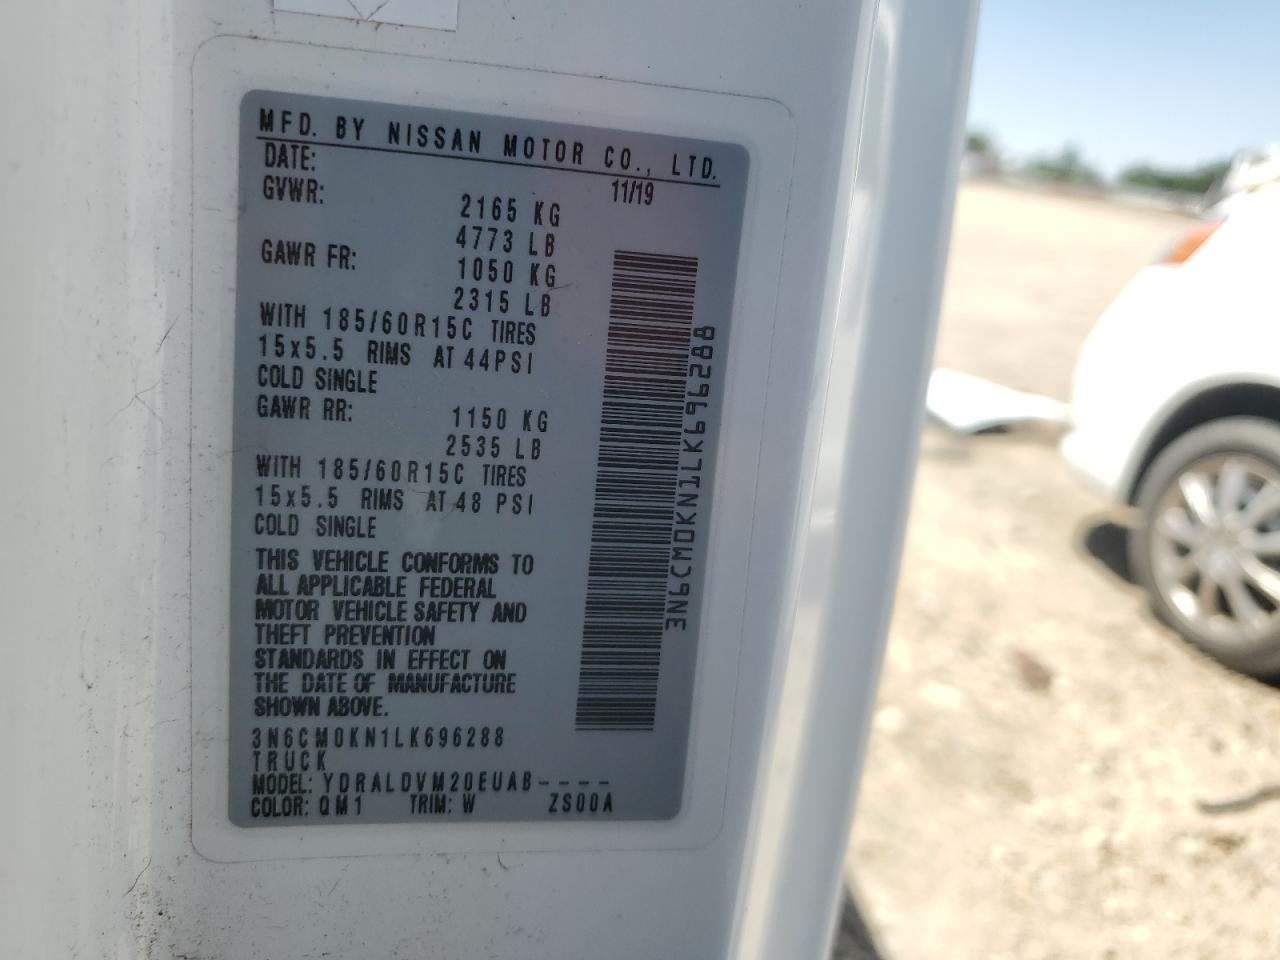 MFD. BY NISSAN MOTOR CO., LTD.
DATE: 11/19
GVWR: 2165 KG
4773 LB
GAWR FR: 1050 KG
2315 LB
WITH 185/60R15C TIRES
15x5.5 RIMS AT 44PSI
COLD SINGLE
GAWR RR: 1150 KG
2535 LB
WITH 185/60R15C TIRES
15x5.5 RIMS AT 48 PSI
COLD SINGLE
THIS VEHICLE CONFORMS TO
ALL APPLICABLE FEDERAL
MOTOR VEHICLE SAFETY AND
THEFT PREVENTION
STANDARDS IN EFFECT ON
THE DATE OF MANUFACTURE
SHOWN ABOVE.
3N6CM0KN1LK696288
TRUCK
MODEL: YDRALDVM20EUAB----
COLOR: QM1 TRIM: W ZS00A
3N6CM0KN1LK696288